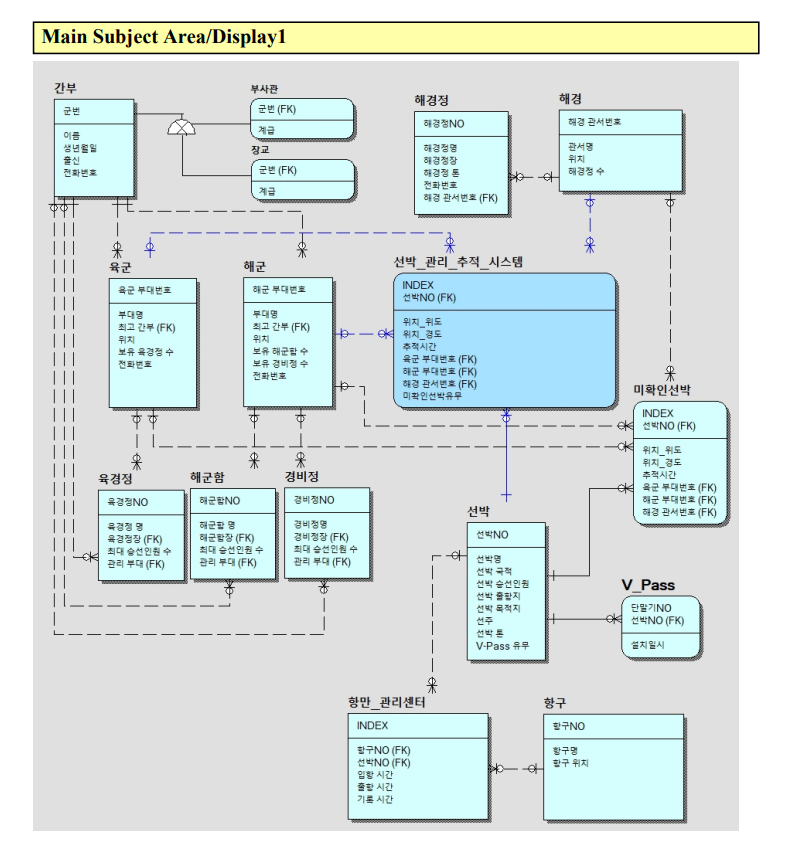 Main Subject Area/Display1
간부
군번
이름
생년월일
출신
전화번호
부사관
군번 (FK)
계급
장교
군번 (FK)
계급
해경정
해경정NO
해경정명
해경정장
해경정 톤
전화번호
해경 관서번호 (FK)
해경
해경 관서번호
관서명
위치
해경정 수
육군
육군 부대번호
부대명
최고 간부 (FK)
위치
보유 육경정 수
전화번호
해군
해군 부대번호
부대명
최고 간부 (FK)
위치
보유 해군함 수
보유 경비정 수
전화번호
선박_관리_추적_시스템
INDEX
선박NO (FK)
위치_위도
위치_경도
추적시간
육군 부대번호 (FK)
해군 부대번호 (FK)
해경 관서번호 (FK)
미확인선박유무
미확인선박
INDEX
선박NO (FK)
위치_위도
위치_경도
추적시간
육군 부대번호 (FK)
해군 부대번호 (FK)
해경 관서번호 (FK)
육경정
육경정NO
육경정 명
육경정장 (FK)
최대 승선인원 수
관리 부대 (FK)
해군함
해군함NO
해군함 명
해군함장 (FK)
최대 승선인원 수
관리 부대 (FK)
경비정
경비정NO
경비정명
경비정장 (FK)
최대 승선인원 수
관리 부대 (FK)
선박
선박NO
선박명
선박 국적
선박 승선인원
선박 출항지
선박 목적지
선주
선박 톤
V-Pass 유무
V_Pass
단말기NO
선박NO (FK)
설치일시
항만_관리센터
INDEX
항구NO (FK)
선박NO (FK)
입항 시간
출항 시간
기록 시간
항구
항구NO
항구명
항구 위치